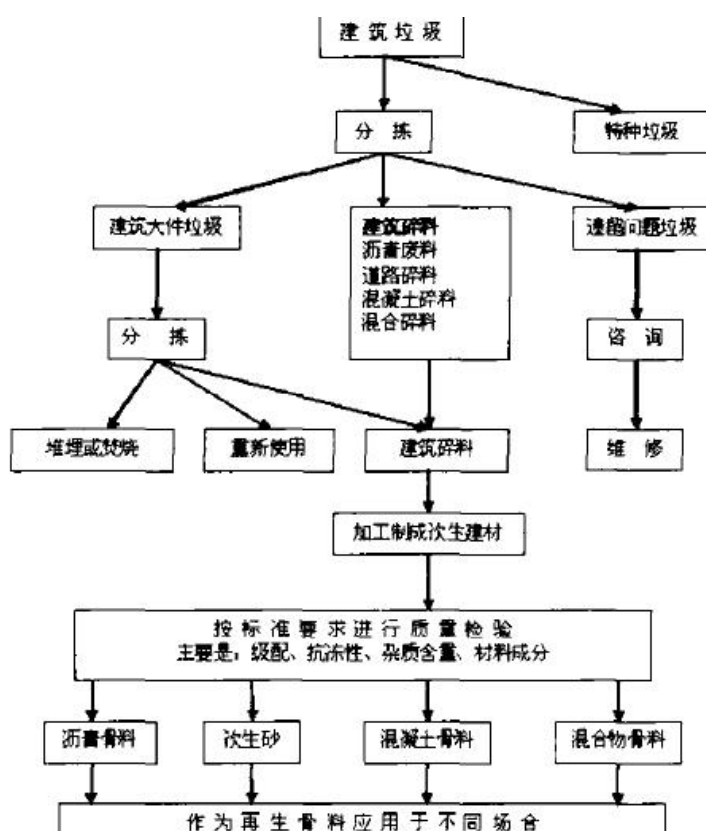 建筑垃圾
分拣
特种垃圾
建筑大件垃圾
建筑碎料
沥青废料
道路碎料
混凝土碎料
混合碎料
遗留问题垃圾
分拣
咨询
堆埋或焚烧
重新使用
建筑碎料
维修
加工制成次生建材
按标准要求进行质量检验
主要是：级配、抗冻性、杂质含量、材料成分
沥青骨料
次生砂
混凝土骨料
混合物骨料
作为再生骨料应用于不同场合